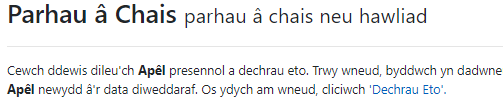 Parhau â Chais parhau â chais neu hawliad
Cewch ddewis dileu'ch Apêl presennol a dechrau eto. Trwy wneud, byddwch yn dadwne
Apêl newydd â'r data diweddaraf. Os ydych am wneud, cliciwch 'Dechrau Eto'.